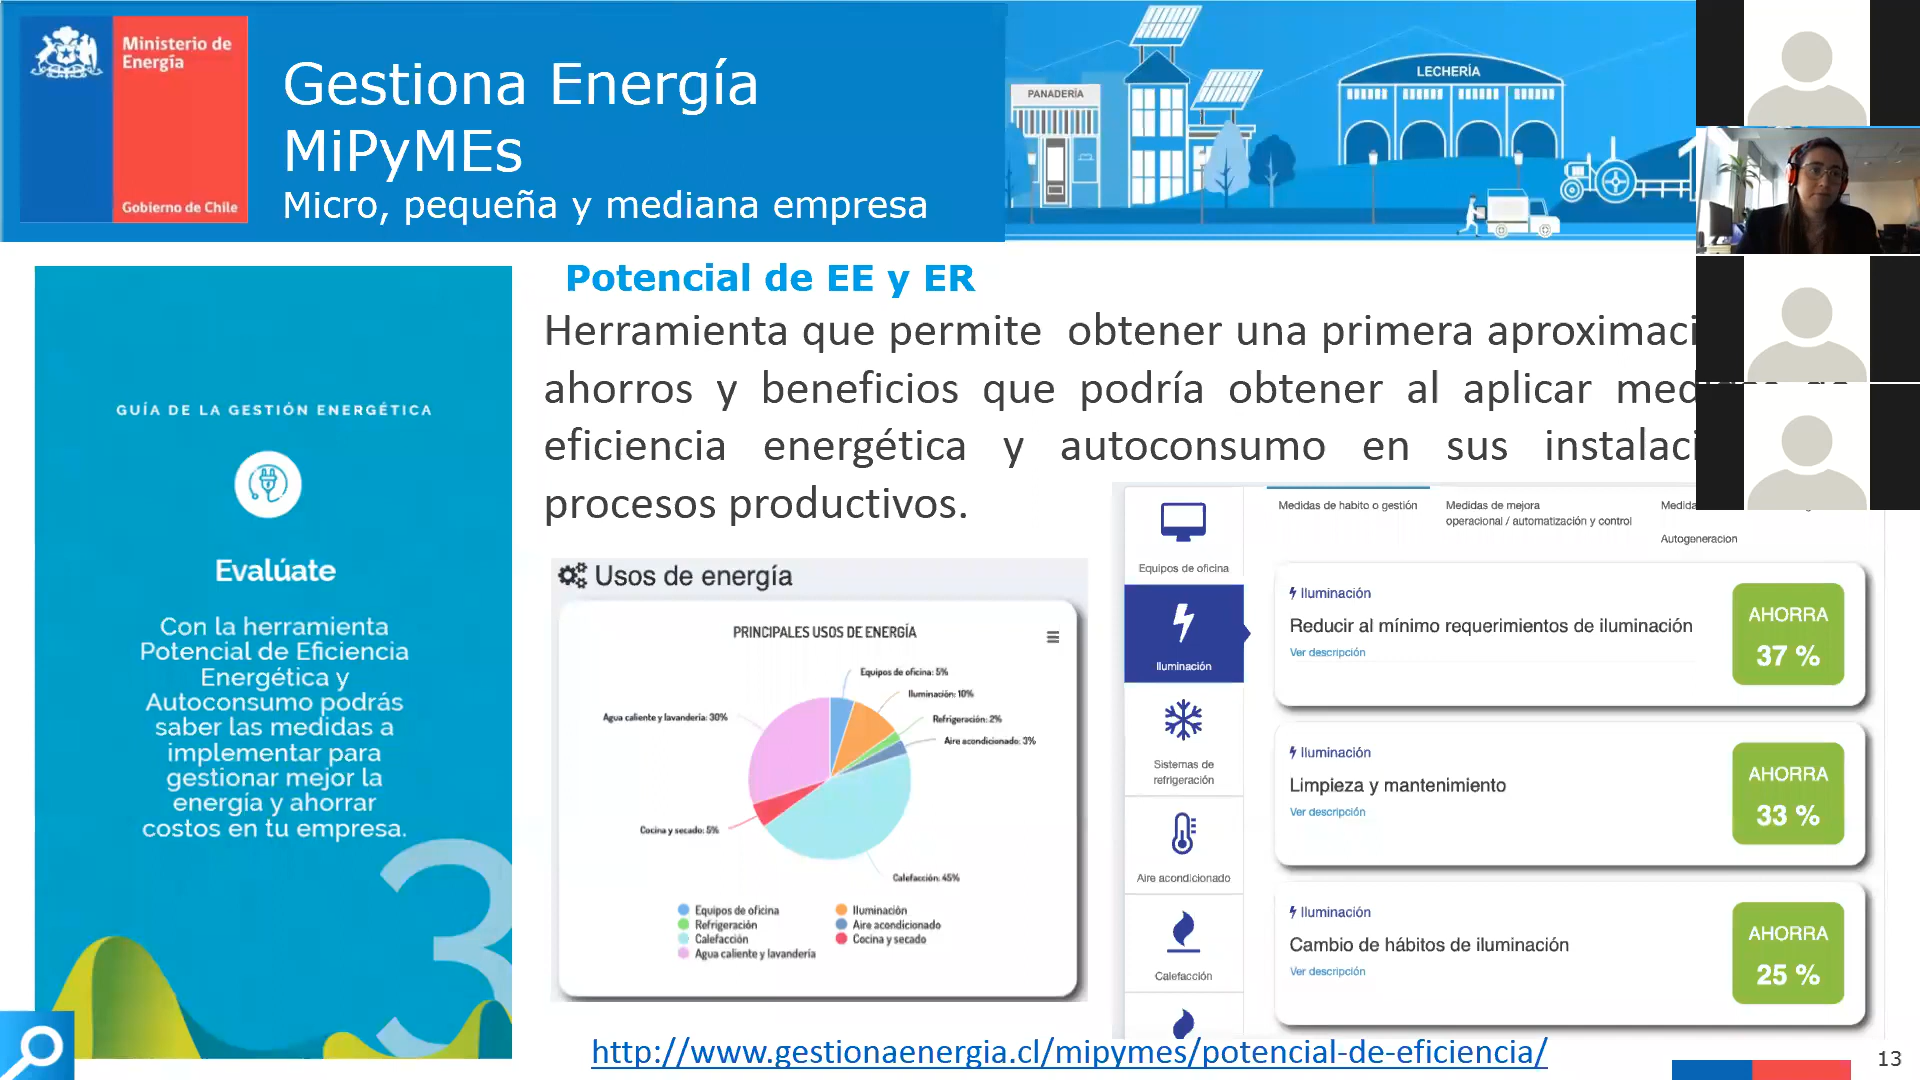 Ministerio de
Energía
Gobierno de Chile
Gestiona Energía
MiPyMEs
Micro, pequeña y mediana empresa
PANADERÍA
LECHERÍA
GUÍA DE LA GESTIÓN ENERGÉTICA
Evalúate
Con la herramienta
Potencial de Eficiencia
Energética y
Autoconsumo podrás
saber las medidas a
implementar para
gestionar mejor la
energía y ahorrar
costos en tu empresa.
3
Potencial de EE y ER
Herramienta que permite obtener una primera aproximaci
ahorros y beneficios que podría obtener al aplicar med
eficiencia energética y autoconsumo en sus instalaci
procesos productivos.
Usos de energía
PRINCIPALES USOS DE ENERGÍA
Equipos de oficina: 5%
Iluminación: 10%
Refrigeración: 2%
Aire acondicionado: 3%
Agua caliente y lavandería: 30%
Cocina y secado: 5%
Calefacción: 45%
Equipos de oficina
Iluminación
Refrigeración
Aire acondicionado
Calefacción
Cocina y secado
Agua caliente y lavandería
Equipos de oficina
Iluminación
Sistemas de
refrigeración
Aire acondicionado
Calefacción
Medidas de habito o gestión
Medidas de mejora
operacional / automatización y control
Medida
Autogeneracion
Iluminación
Reducir al mínimo requerimientos de iluminación
Ver descripción
AHORRA
37 %
Iluminación
Limpieza y mantenimiento
Ver descripción
AHORRA
33 %
Iluminación
Cambio de hábitos de iluminación
Ver descripción
AHORRA
25 %
http://www.gestionaenergia.cl/mipymes/potencial-de-eficiencia/
13